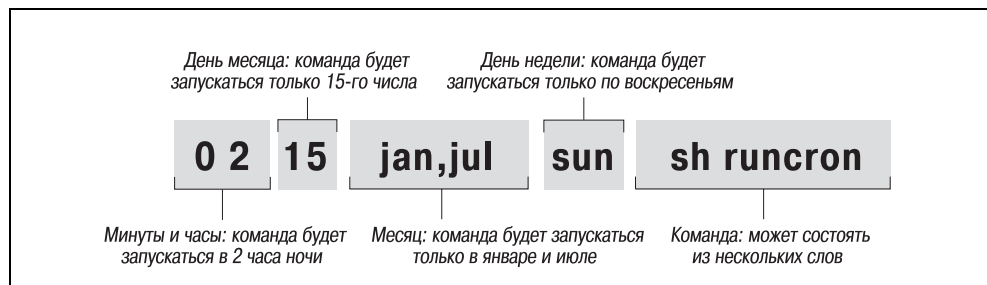 День месяца: команда будет
запускаться только 15-го числа
День недели: команда будет
запускаться только по воскресеньям
0 2 15 jan,jul sun sh runcron
Минуты и часы: команда будет
запускаться в 2 часа ночи
Месяц: команда будет запускаться
только в январе и июле
Команда: может состоять
из нескольких слов